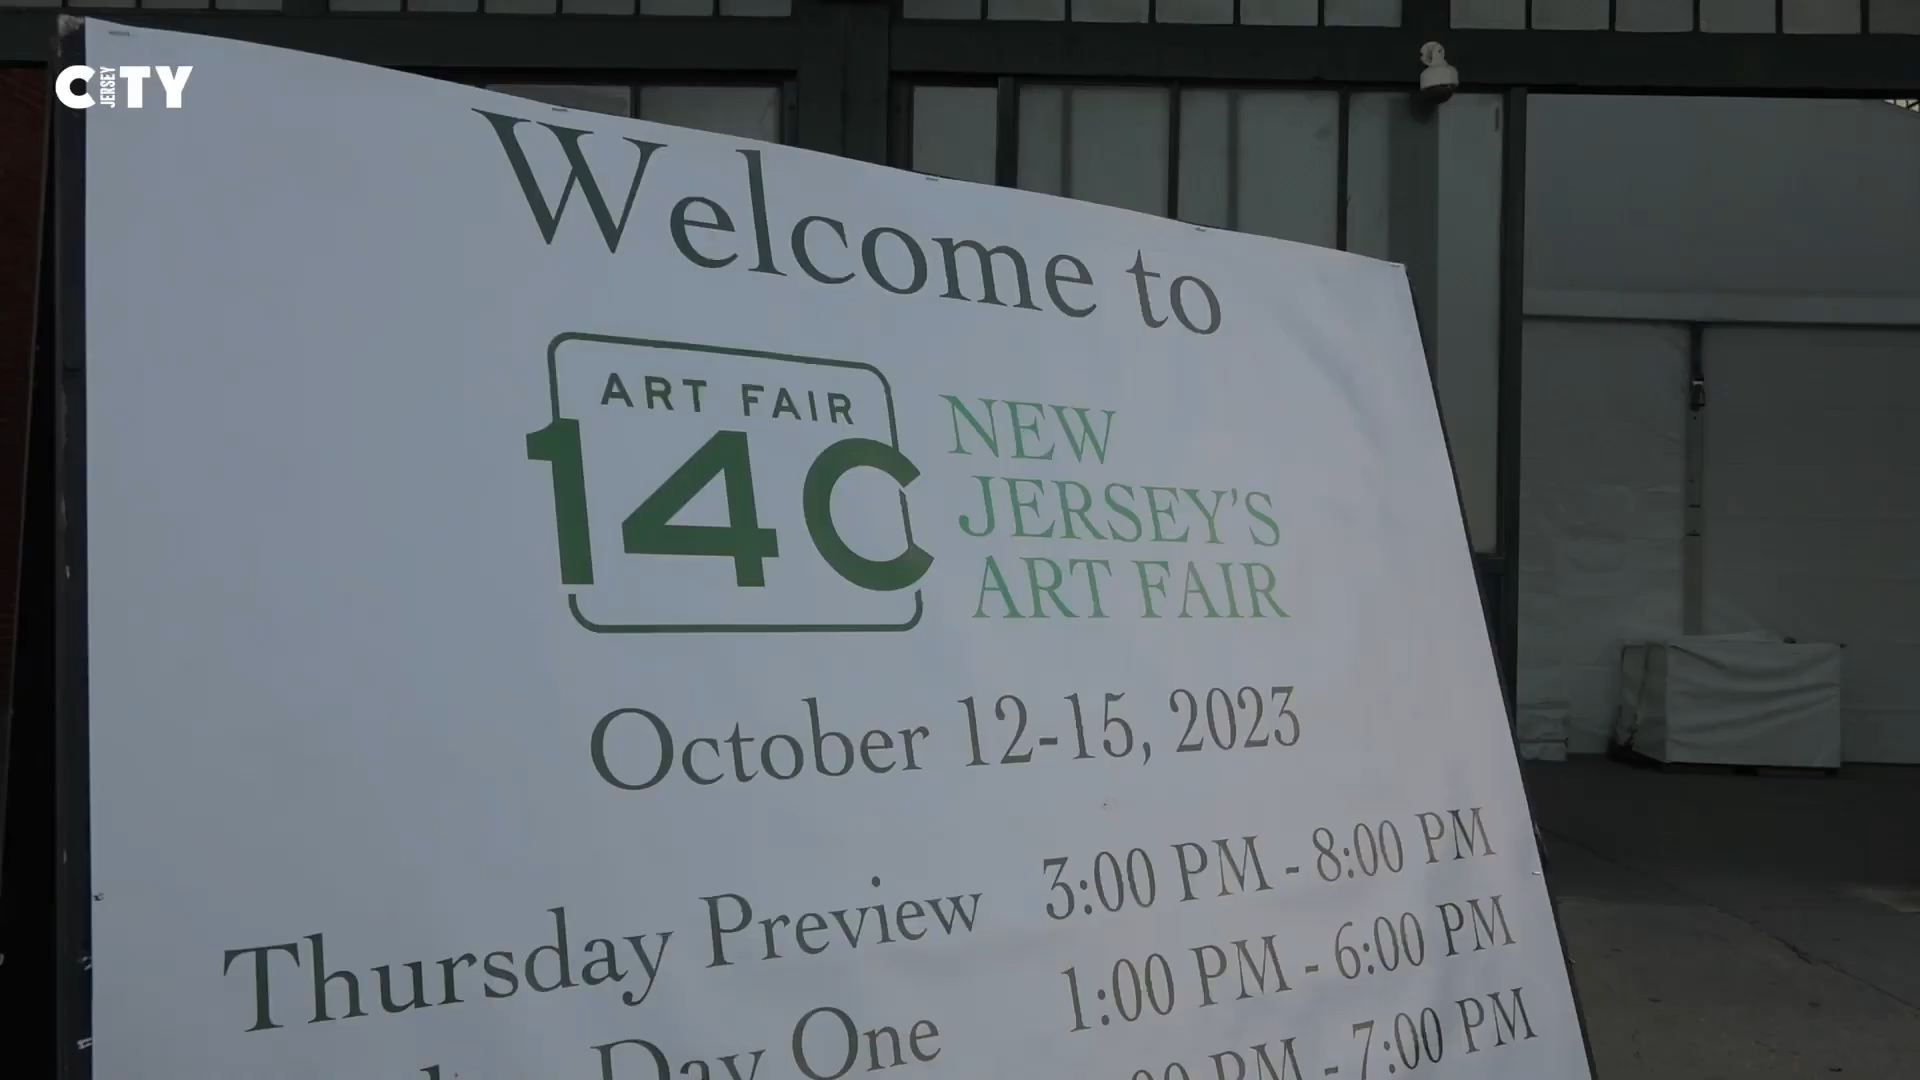 CITY
JERSEY
Welcome to
ART FAIR
14C
NEW
JERSEY'S
ART FAIR
October 12-15, 2023
Thursday Preview 3:00 PM - 8:00 PM
Day One 1:00 PM - 6:00 PM
PM - 7:00 PM